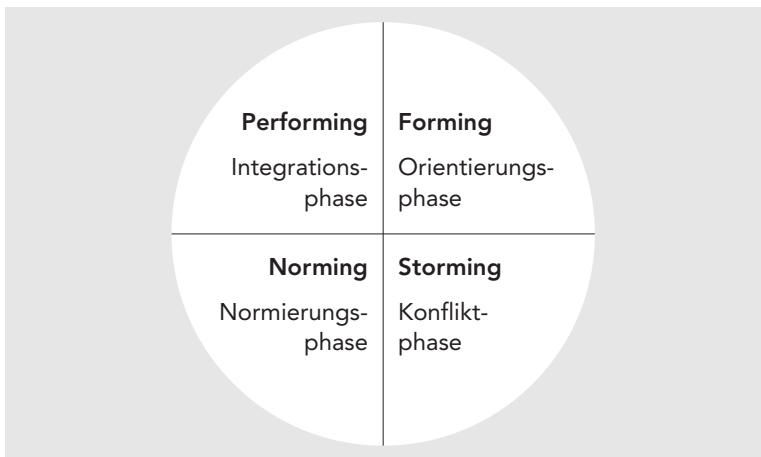 Performing
Integrations-
phase
Forming
Orientierungs-
phase
Norming
Normierungs-
phase
Storming
Konflikt-
phase